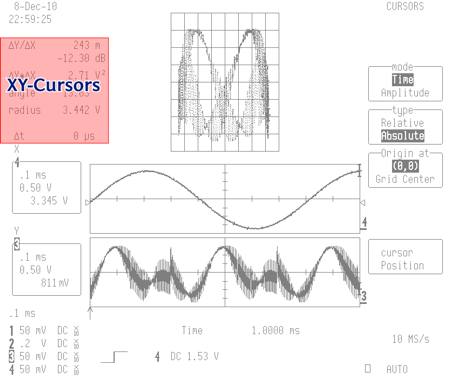 8-Dec-10
22:59:25
CURSORS
ΔY/ΔX 243 m
-12.30 dB
ΔY*ΔX 2.71 V²
XY-Cursors
angle
radius 3.442 V
Δt 0 µs
mode
Time
Amplitude
type
Relative
Absolute
Origin at
(0,0)
Grid Center
cursor
Position
X
4
.1 ms
0.50 V
3.345 V
4
Y
3
.1 ms
0.50 V
811mV
3
.1 ms
Time 1.0000 ms
1 50 mV DC
2 .2 V DC
3 50 mV DC
4 50 mV DC
4 DC 1.53 V
10 MS/s
AUTO